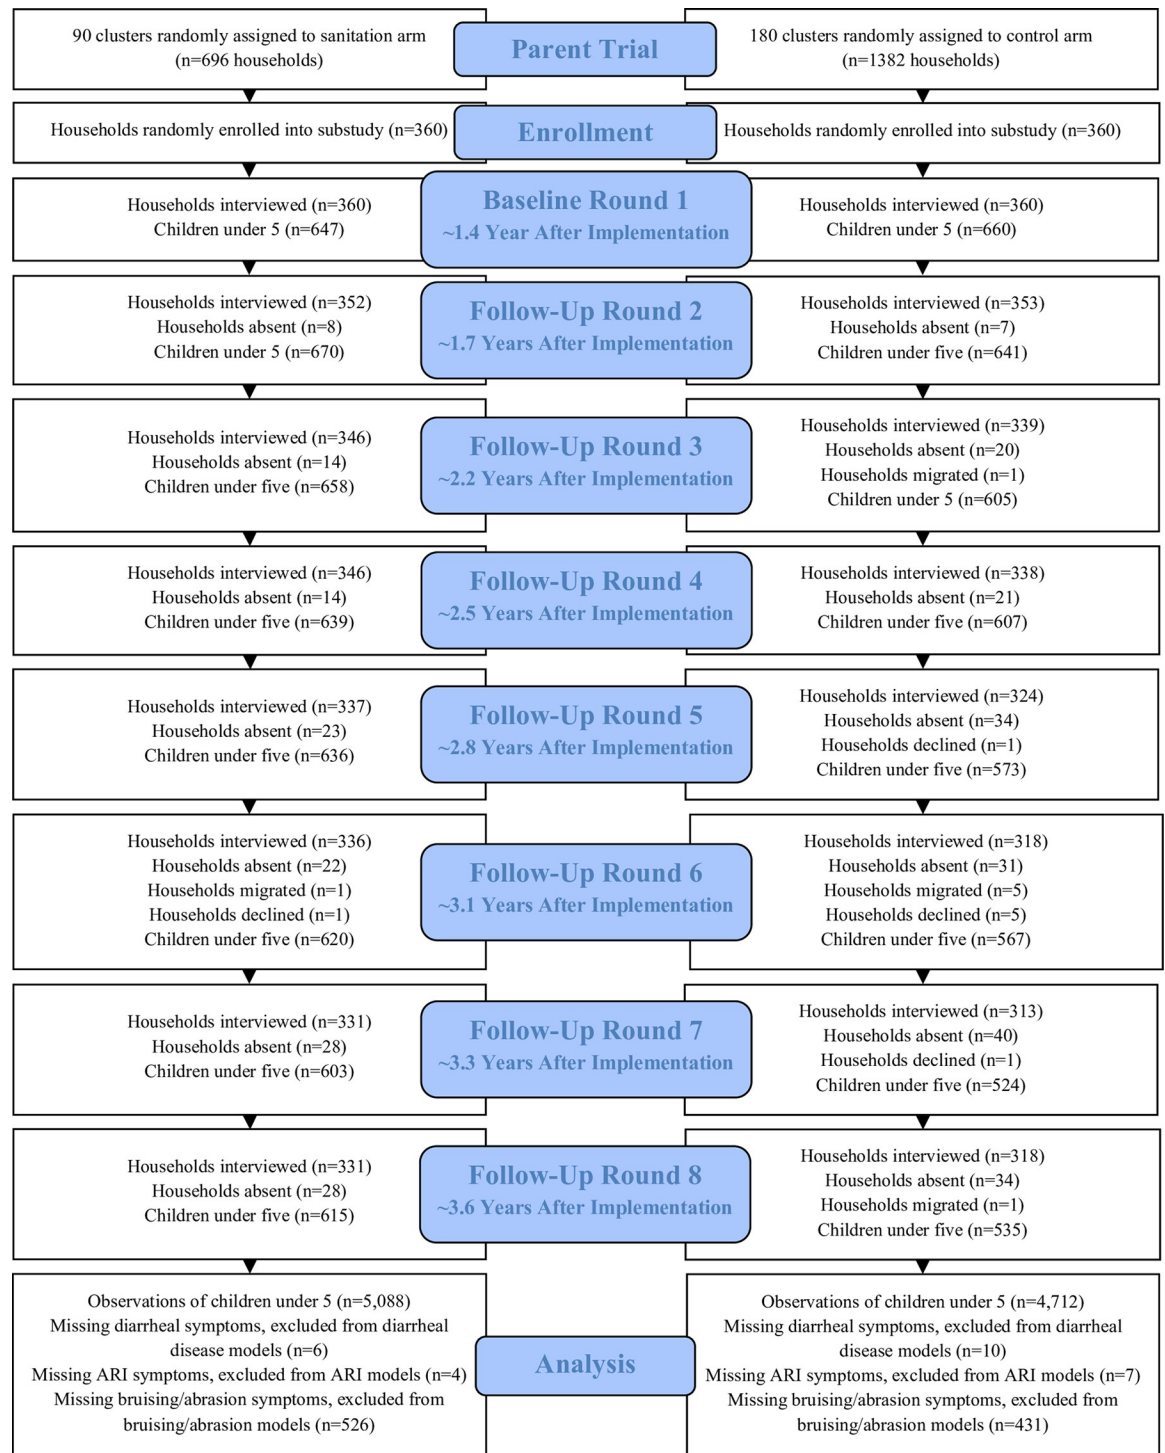 90 clusters randomly assigned to sanitation arm
(n=696 households)
Parent Trial
180 clusters randomly assigned to control arm
(n=1382 households)
Households randomly enrolled into substudy (n=360)
Enrollment
Households randomly enrolled into substudy (n=360)
Households interviewed (n=360)
Children under 5 (n=647)
Baseline Round 1
~1.4 Year After Implementation
Households interviewed (n=360)
Children under 5 (n=660)
Households interviewed (n=352)
Households absent (n=8)
Children under 5 (n=670)
Follow-Up Round 2
~1.7 Years After Implementation
Households interviewed (n=353)
Households absent (n=7)
Children under five (n=641)
Households interviewed (n=346)
Households absent (n=14)
Children under five (n=658)
Follow-Up Round 3
~2.2 Years After Implementation
Households interviewed (n=339)
Households absent (n=20)
Households migrated (n=1)
Children under 5 (n=605)
Households interviewed (n=346)
Households absent (n=14)
Children under five (n=639)
Follow-Up Round 4
~2.5 Years After Implementation
Households interviewed (n=338)
Households absent (n=21)
Children under five (n=607)
Households interviewed (n=337)
Households absent (n=23)
Children under five (n=636)
Follow-Up Round 5
~2.8 Years After Implementation
Households interviewed (n=324)
Households absent (n=34)
Households declined (n=1)
Children under five (n=573)
Households interviewed (n=336)
Households absent (n=22)
Households migrated (n=1)
Households declined (n=1)
Children under five (n=620)
Follow-Up Round 6
~3.1 Years After Implementation
Households interviewed (n=318)
Households absent (n=31)
Households migrated (n=5)
Households declined (n=5)
Children under five (n=567)
Households interviewed (n=331)
Households absent (n=28)
Children under five (n=603)
Follow-Up Round 7
~3.3 Years After Implementation
Households interviewed (n=313)
Households absent (n=40)
Households declined (n=1)
Children under five (n=524)
Households interviewed (n=331)
Households absent (n=28)
Children under five (n=615)
Follow-Up Round 8
~3.6 Years After Implementation
Households interviewed (n=318)
Households absent (n=34)
Households migrated (n=1)
Children under five (n=535)
Observations of children under 5 (n=5,088)
Missing diarrheal symptoms, excluded from diarrheal
disease models (n=6)
Missing ARI symptoms, excluded from ARI models (n=4)
Missing bruising/abrasion symptoms, excluded from
bruising/abrasion models (n=526)
Analysis
Observations of children under 5 (n=4,712)
Missing diarrheal symptoms, excluded from diarrheal
disease models (n=10)
Missing ARI symptoms, excluded from ARI models (n=7)
Missing bruising/abrasion symptoms, excluded from
bruising/abrasion models (n=431)